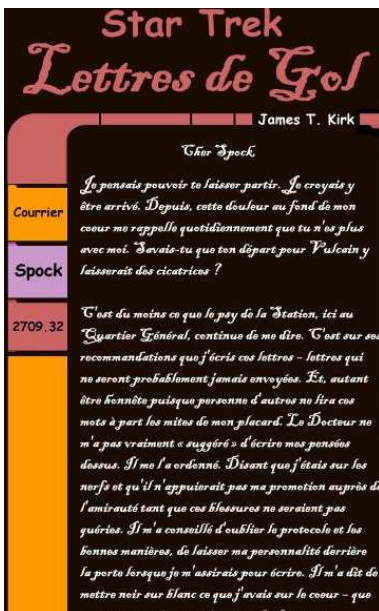 Star Trek
Lettres de Gol
James T. Kirk
Cher Spock,
Je pensais pouvoir te laisser partir. Je croyais y
être arrivé. Depuis, cette douleur au fond de mon
coeur me rappelle quotidiennement que tu n'es plus
avec moi. Savais-tu que ton départ pour Vulcain y
laisserait des cicatrices ?
Courrier
Spock
2709.32
C'est du moins ce que le psy de la Station, ici au
Quartier Général, continue de me dire. C'est sur ses
recommandations que j'écris ces lettres – lettres qui
ne seront probablement jamais envoyées. Et, autant
être honnête puisque personne d'autres ne lira ces
mots à part les mites de mon placard. Le Docteur ne
m'a pas vraiment « suggéré » d'écrire mes pensées
dessus. Il me l'a ordonné. Disant que j'étais sur les
nerfs et qu'il n'appuierait pas ma promotion auprès de
l'amirauté tant que ces blessures ne seraient pas
guéries. Il m'a conseillé d'oublier le protocole et les
bonnes manières, de laisser ma personnalité derrière
la porte lorsque je m'assirais pour écrire. Il m'a dit de
mettre noir sur blanc ce que j'avais sur le coeur – que